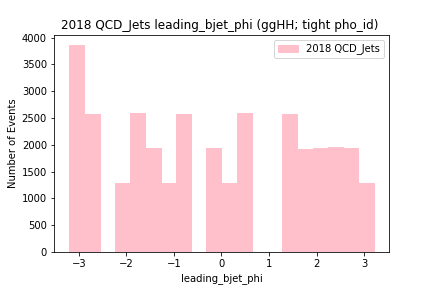 2018 QCD_Jets leading_bjet_phi (ggHH; tight pho_id)
2018 QCD_Jets
Number of Events
4000
3500
3000
2500
2000
1500
1000
500
0
−3 −2 −1 0 1 2 3
leading_bjet_phi